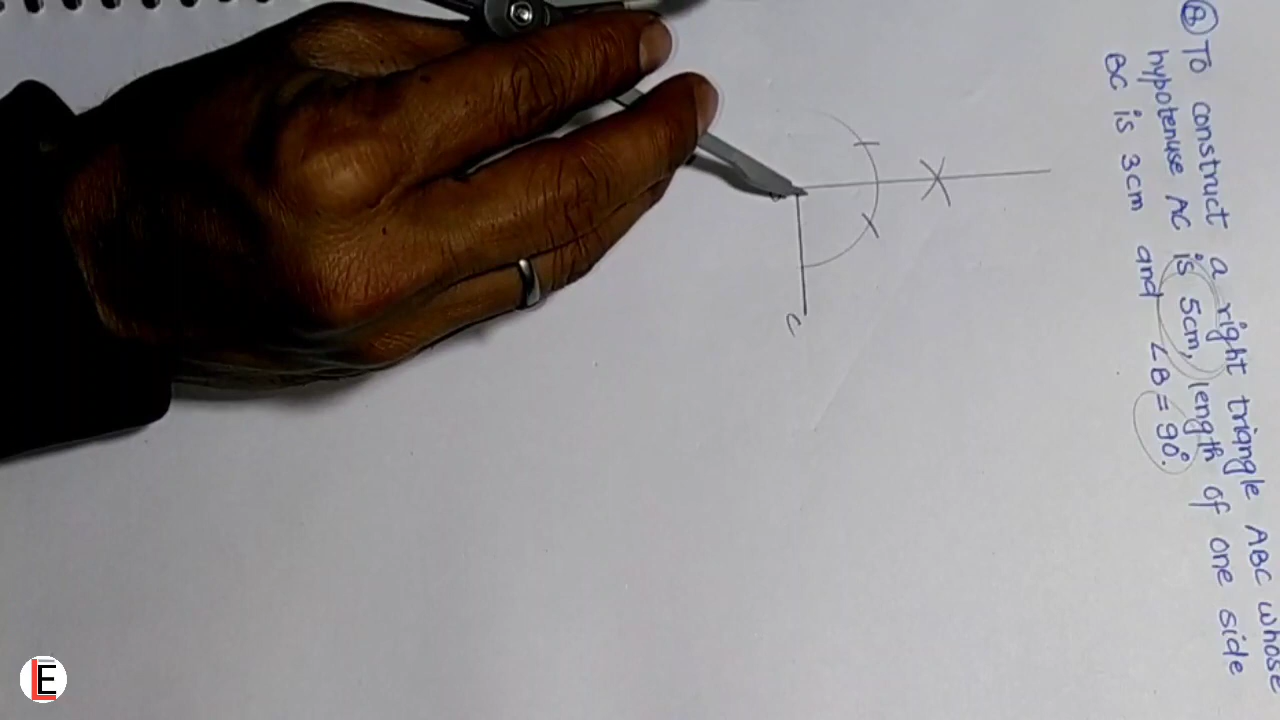 B To construct a right triangle ABC whose
hypotenuse AC is 5cm, length of one side
BC is 3cm and ∠B = 90°.
C
LE